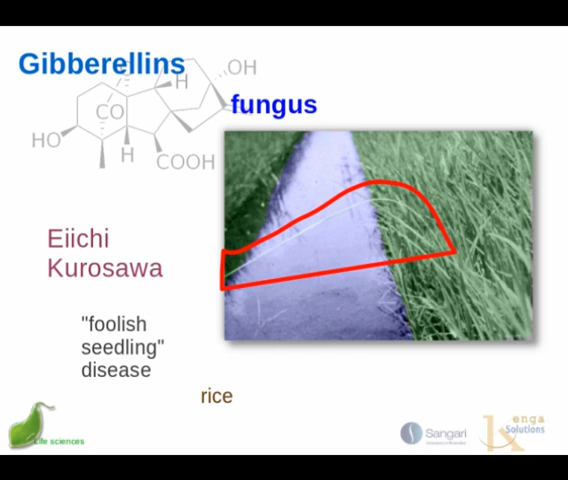 Gibberellins
OH
H
fungus
CO
HO
H
COOH
Eiichi
Kurosawa
"foolish
seedling"
disease
rice
Life sciences
Sangari
enga
Solutions